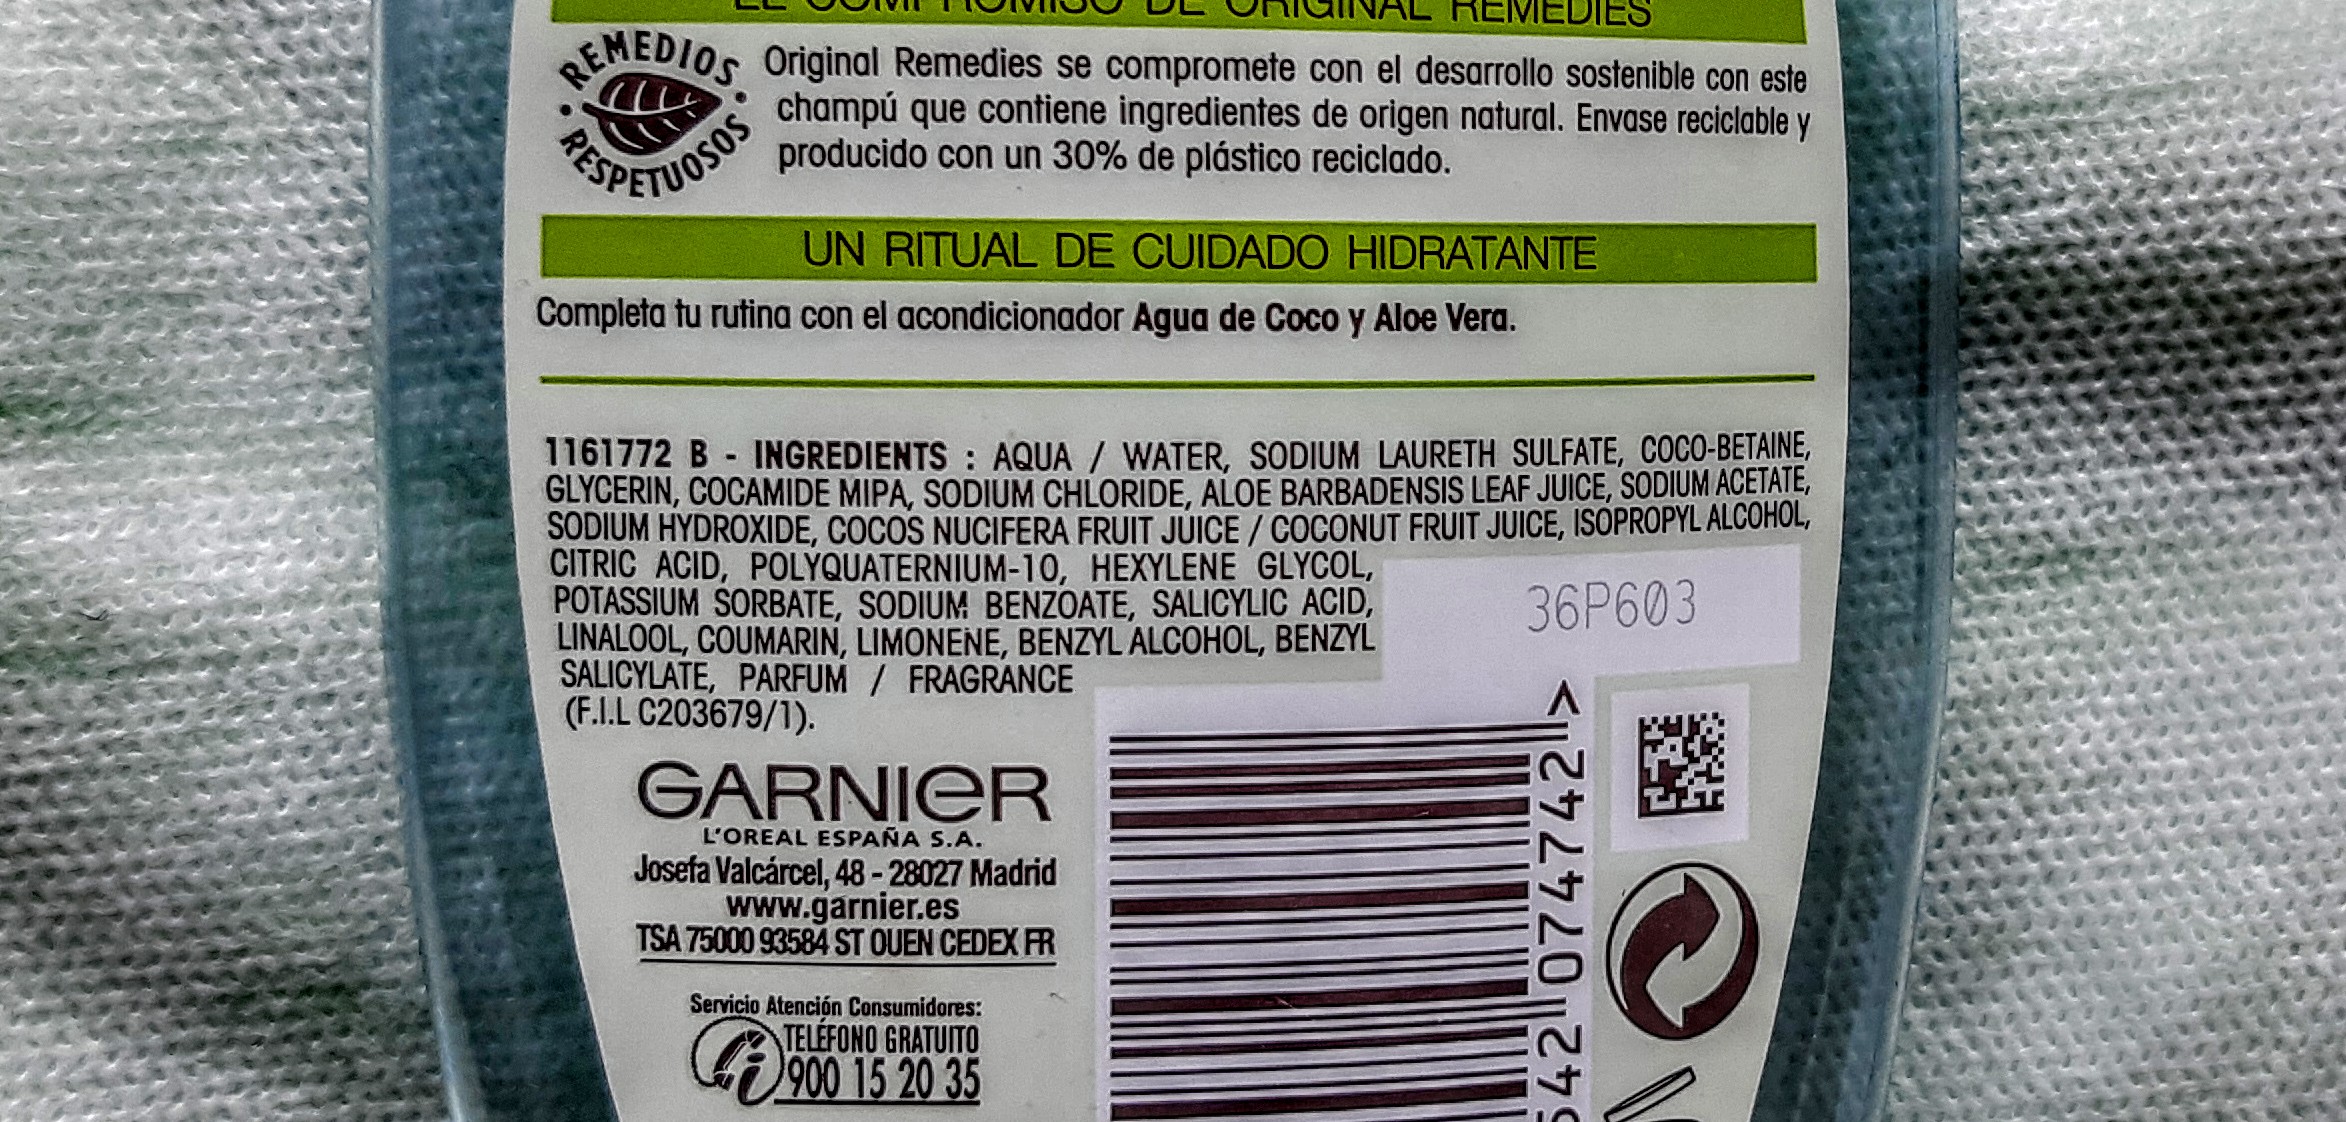 EL COMPROMISO DE ORIGINAL REMEDIES
REMEDIOS
RESPETUOSOS
Original Remedies se compromete con el desarrollo sostenible con este
champú que contiene ingredientes de origen natural. Envase reciclable y
producido con un 30% de plástico reciclado.
UN RITUAL DE CUIDADO HIDRATANTE
Completa tu rutina con el acondicionador Agua de Coco y Aloe Vera.
1161772 B - INGREDIENTS : AQUA / WATER, SODIUM LAURETH SULFATE, COCO-BETAINE,
GLYCERIN, COCAMIDE MIPA, SODIUM CHLORIDE, ALOE BARBADENSIS LEAF JUICE, SODIUM ACETATE,
SODIUM HYDROXIDE, COCOS NUCIFERA FRUIT JUICE / COCONUT FRUIT JUICE, ISOPROPYL ALCOHOL,
CITRIC ACID, POLYQUATERNIUM-10, HEXYLENE GLYCOL,
POTASSIUM SORBATE, SODIUM BENZOATE, SALICYLIC ACID,
LINALOOL, COUMARIN, LIMONENE, BENZYL ALCOHOL, BENZYL
SALICYLATE, PARFUM / FRAGRANCE
(F.I.L C203679/1).
36P603
GARNIER
L'OREAL ESPAÑA S.A.
Josefa Valcárcel, 48 - 28027 Madrid
www.garnier.es
TSA 75000 93584 ST OUEN CEDEX FR
Servicio Atención Consumidores:
TELÉFONO GRATUITO
900 15 20 35
542 074742>